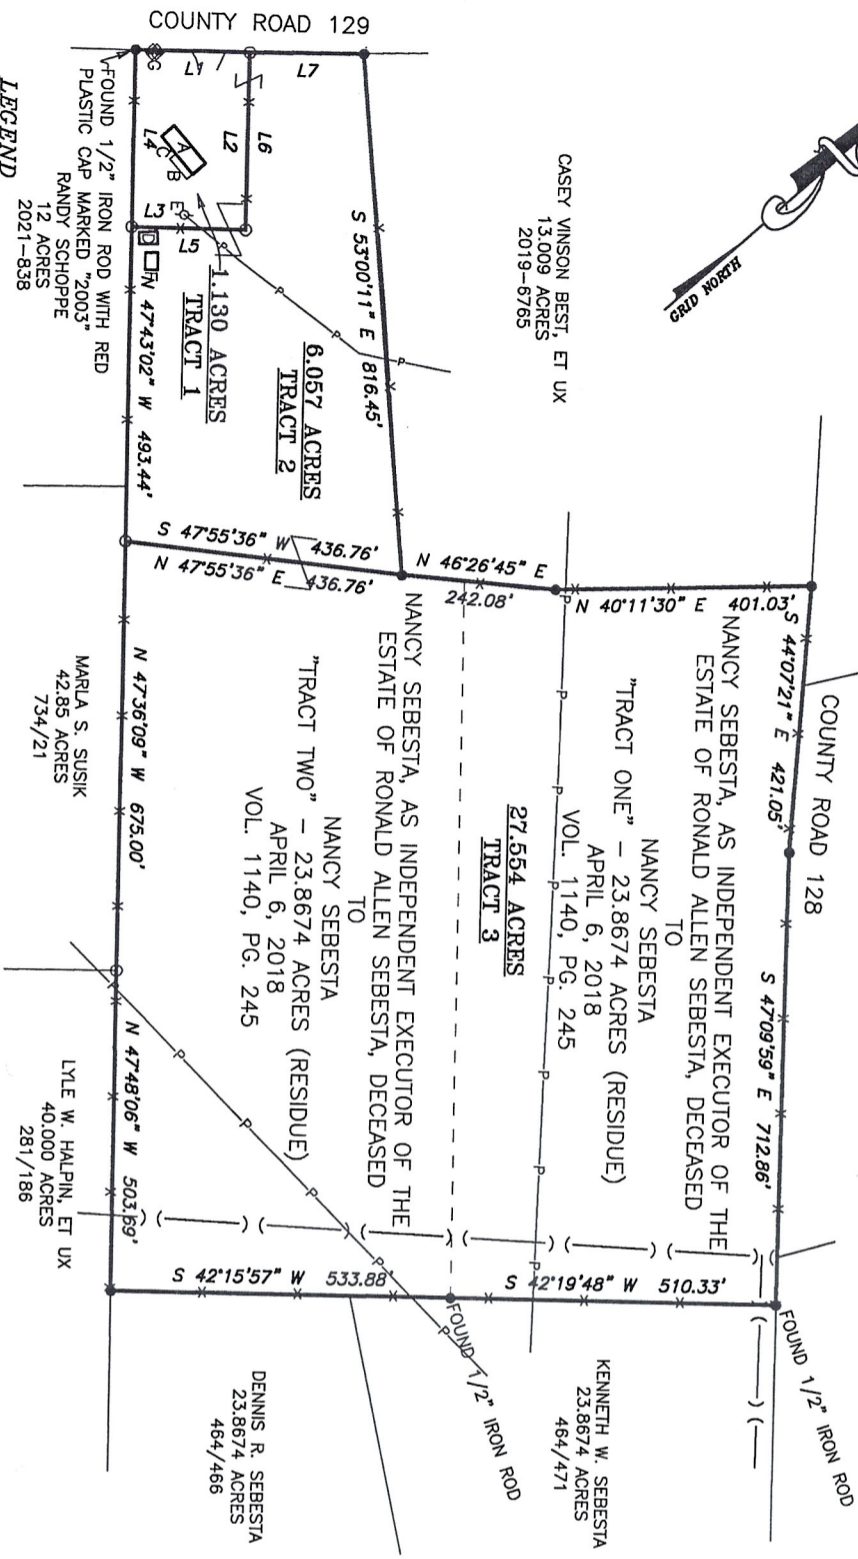 COUNTY ROAD 129
GRID NORTH
CASEY VINSON BEST, ET UX
13.009 ACRES
2019-6765
L7
L1
G
L6
L2
L4
A
C
B
L3
E
L5
D
F
FOUND 1/2" IRON ROD WITH RED
PLASTIC CAP MARKED "2003"
RANDY SCHOPPE
12 ACRES
2021-838
LEGEND
S 53°00'11" E 816.45'
1.130 ACRES
TRACT 1
6.057 ACRES
TRACT 2
N 47°43'02" W 493.44'
S 47°55'36" W 436.76'
N 47°55'36" E 436.76'
N 46°26'45" E
242.08'
N 40°11'30" E 401.03'
COUNTY ROAD 128
S 44°07'21" E 421.05'
S 47°09'59" E 712.86'
NANCY SEBESTA, AS INDEPENDENT EXECUTOR OF THE
ESTATE OF RONALD ALLEN SEBESTA, DECEASED
TO
NANCY SEBESTA
"TRACT ONE" - 23.8674 ACRES (RESIDUE)
APRIL 6, 2018
VOL. 1140, PG. 245
27.554 ACRES
TRACT 3
NANCY SEBESTA, AS INDEPENDENT EXECUTOR OF THE
ESTATE OF RONALD ALLEN SEBESTA, DECEASED
TO
NANCY SEBESTA
"TRACT TWO" - 23.8674 ACRES (RESIDUE)
APRIL 6, 2018
VOL. 1140, PG. 245
N 47°36'09" W 675.00'
MARLA S. SUSIK
42.85 ACRES
734/21
N 47°48'06" W 503.69'
LYLE W. HALPIN, ET UX
40.000 ACRES
281/186
S 42°15'57" W 533.88'
S 42°19'48" W 510.33'
FOUND 1/2" IRON ROD
FOUND 1/2" IRON ROD
KENNETH W. SEBESTA
23.8674 ACRES
464/471
DENNIS R. SEBESTA
23.8674 ACRES
464/466